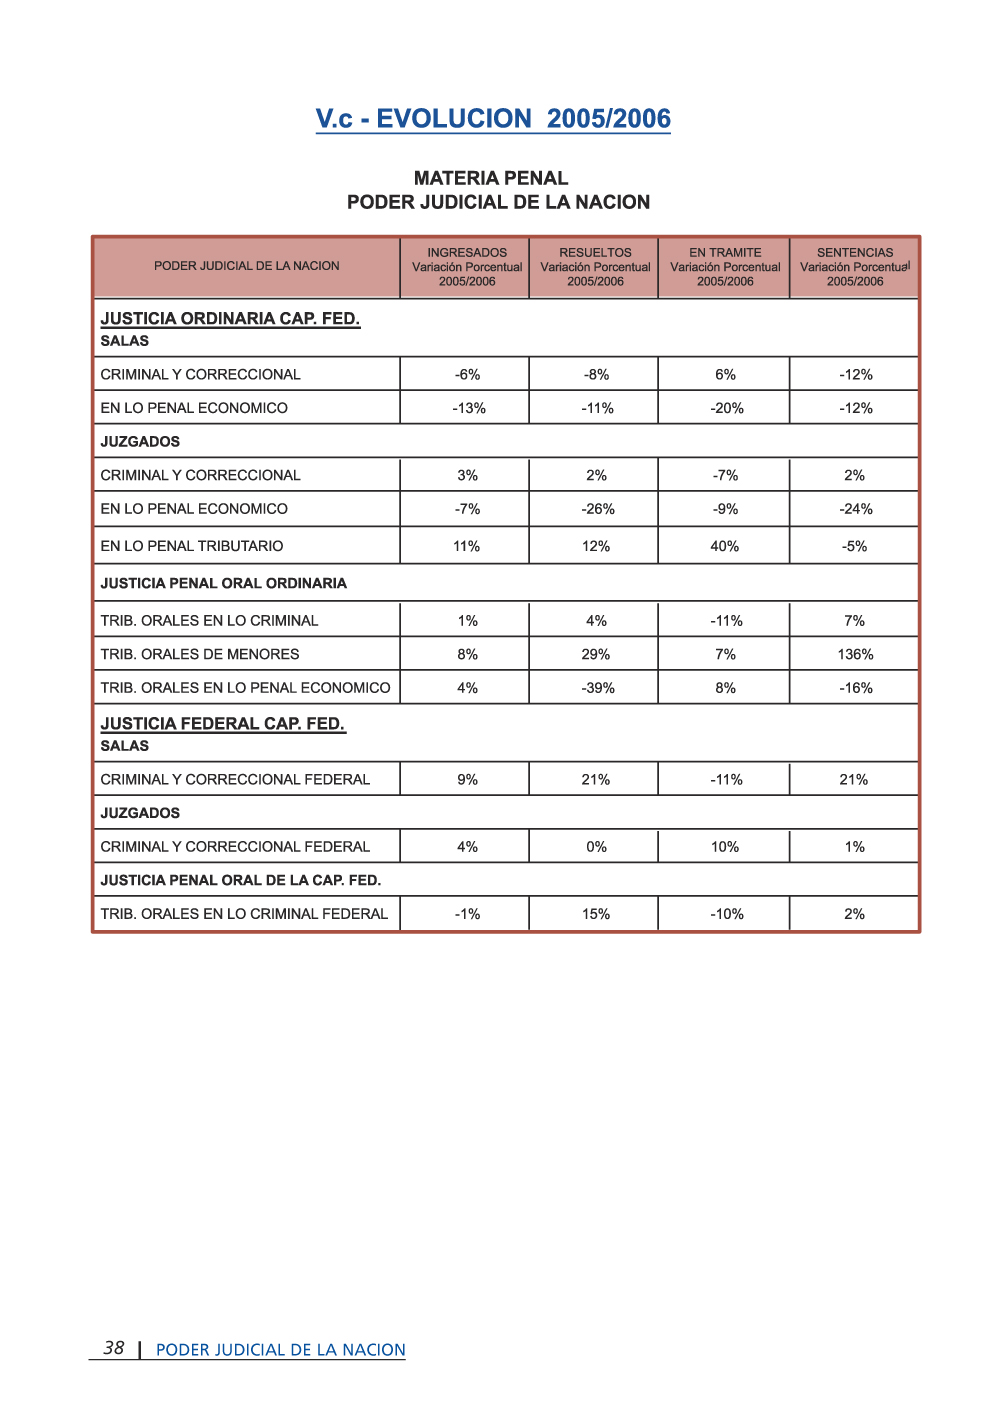 V.c - EVOLUCION 2005/2006
MATERIA PENAL
PODER JUDICIAL DE LA NACION
PODER JUDICIAL DE LA NACION | INGRESADOS Variación Porcentual 2005/2006 | RESUELTOS Variación Porcentual 2005/2006 | EN TRAMITE Variación Porcentual 2005/2006 | SENTENCIAS Variación Porcentual 2005/2006
JUSTICIA ORDINARIA CAP. FED.
SALAS
CRIMINAL Y CORRECCIONAL -6% -8% 6% -12%
EN LO PENAL ECONOMICO -13% -11% -20% -12%
JUZGADOS
CRIMINAL Y CORRECCIONAL 3% 2% -7% 2%
EN LO PENAL ECONOMICO -7% -26% -9% -24%
EN LO PENAL TRIBUTARIO 11% 12% 40% -5%
JUSTICIA PENAL ORAL ORDINARIA
TRIB. ORALES EN LO CRIMINAL 1% 4% -11% 7%
TRIB. ORALES DE MENORES 8% 29% 7% 136%
TRIB. ORALES EN LO PENAL ECONOMICO 4% -39% 8% -16%
JUSTICIA FEDERAL CAP. FED.
SALAS
CRIMINAL Y CORRECCIONAL FEDERAL 9% 21% -11% 21%
JUZGADOS
CRIMINAL Y CORRECCIONAL FEDERAL 4% 0% 10% 1%
JUSTICIA PENAL ORAL DE LA CAP. FED.
TRIB. ORALES EN LO CRIMINAL FEDERAL -1% 15% -10% 2%
38 | PODER JUDICIAL DE LA NACION